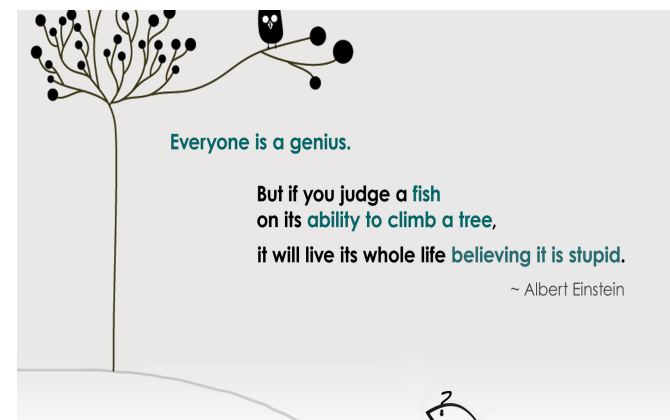 Everyone is a genius.
But if you judge a fish
on its ability to climb a tree,
it will live its whole life believing it is stupid.
~ Albert Einstein
?